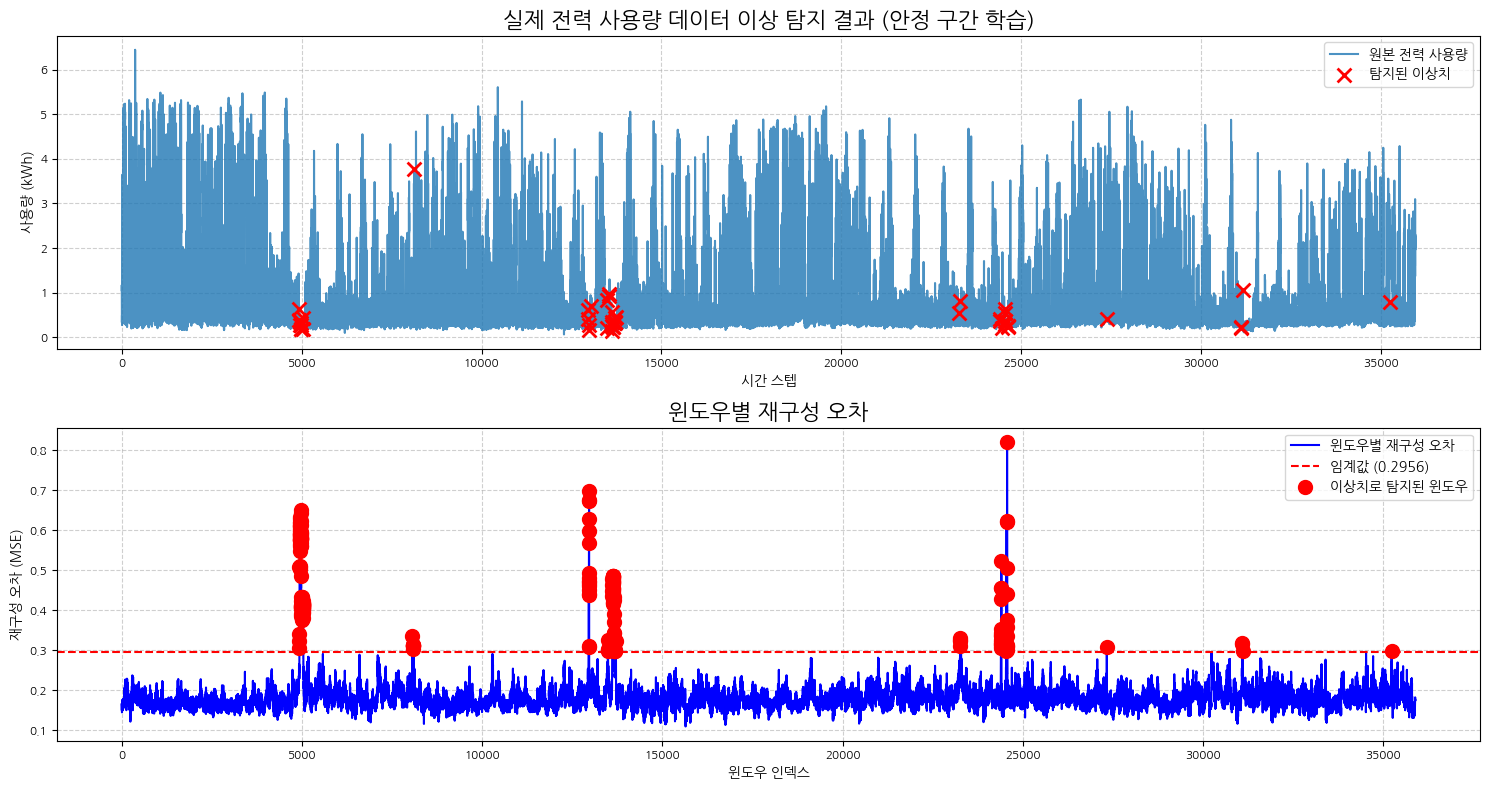 실제 전력 사용량 데이터 이상 탐지 결과 (안정 구간 학습)
사용량 (kWh)
6
5
4
3
2
1
0
원본 전력 사용량
탐지된 이상치
0 5000 10000 15000 20000 25000 30000 35000
시간 스텝
윈도우별 재구성 오차
재구성 오차 (MSE)
0.8
0.7
0.6
0.5
0.4
0.3
0.2
0.1
윈도우별 재구성 오차
임계값 (0.2956)
이상치로 탐지된 윈도우
0 5000 10000 15000 20000 25000 30000 35000
윈도우 인덱스